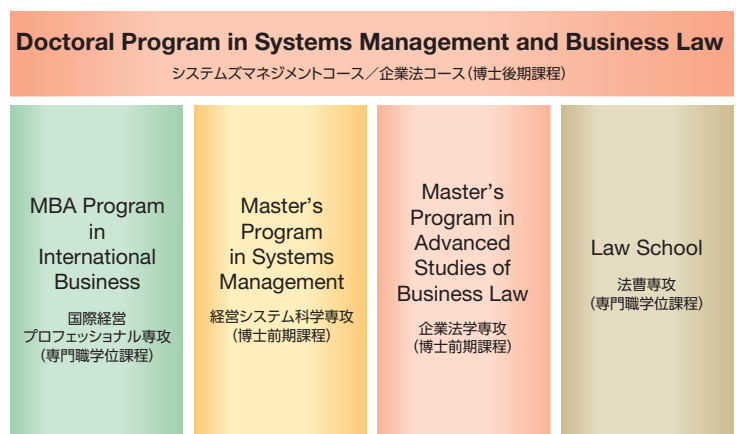 Doctoral Program in Systems Management and Business Law
システムズマネジメントコース／企業法コース（博士後期課程）
MBA Program
in
International
Business
国際経営
プロフェッショナル専攻
（専門職学位課程）
Master's
Program
in Systems
Management
経営システム科学専攻
（博士前期課程）
Master's
Program in
Advanced
Studies of
Business Law
企業法学専攻
（博士前期課程）
Law School
法曹専攻
（専門職学位課程）